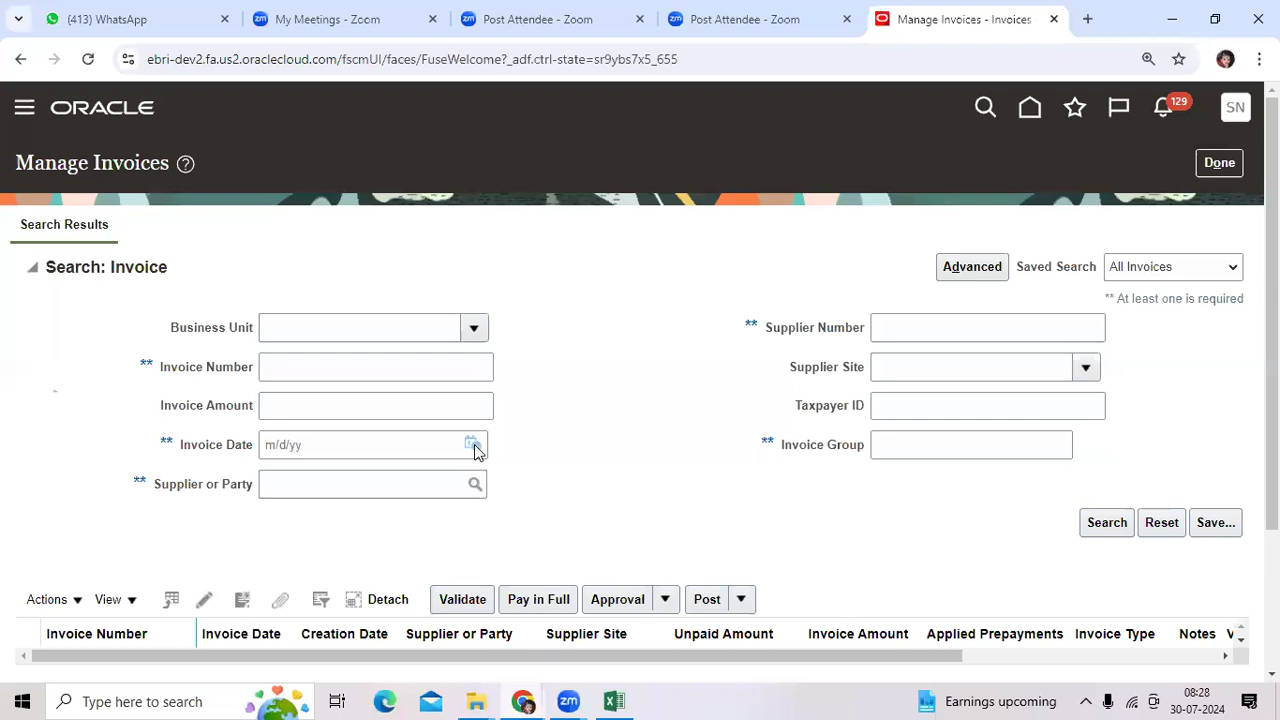 (413) WhatsApp
My Meetings - Zoom
Post Attendee - Zoom
Post Attendee - Zoom
Manage Invoices - Invoices
ebri-dev2.fa.us2.oraclecloud.com/fscmUI/faces/FuseWelcome?_adf.ctrl-state=sr9ybs7x5_655
ORACLE
129
SN
Manage Invoices
Done
Search Results
Search: Invoice
Advanced
Saved Search
All Invoices
** At least one is required
Business Unit
** Supplier Number
** Invoice Number
Supplier Site
Invoice Amount
Taxpayer ID
** Invoice Date m/d/yy
** Invoice Group
** Supplier or Party
Search
Reset
Save...
Actions
View
Detach
Validate
Pay in Full
Approval
Post
Invoice Number
Invoice Date
Creation Date
Supplier or Party
Supplier Site
Unpaid Amount
Invoice Amount
Applied Prepayments
Invoice Type
Notes
Type here to search
Earnings upcoming
08:28
30-07-2024